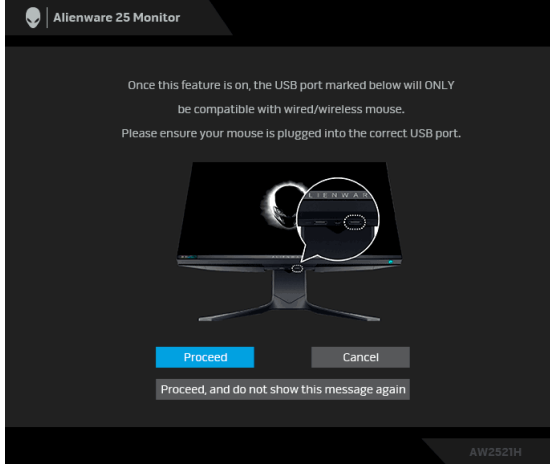 Alienware 25 Monitor
Once this feature is on, the USB port marked below will ONLY
be compatible with wired/wireless mouse.
Please ensure your mouse is plugged into the correct USB port.
LIENWAR
Proceed
Cancel
Proceed, and do not show this message again
AW2521H